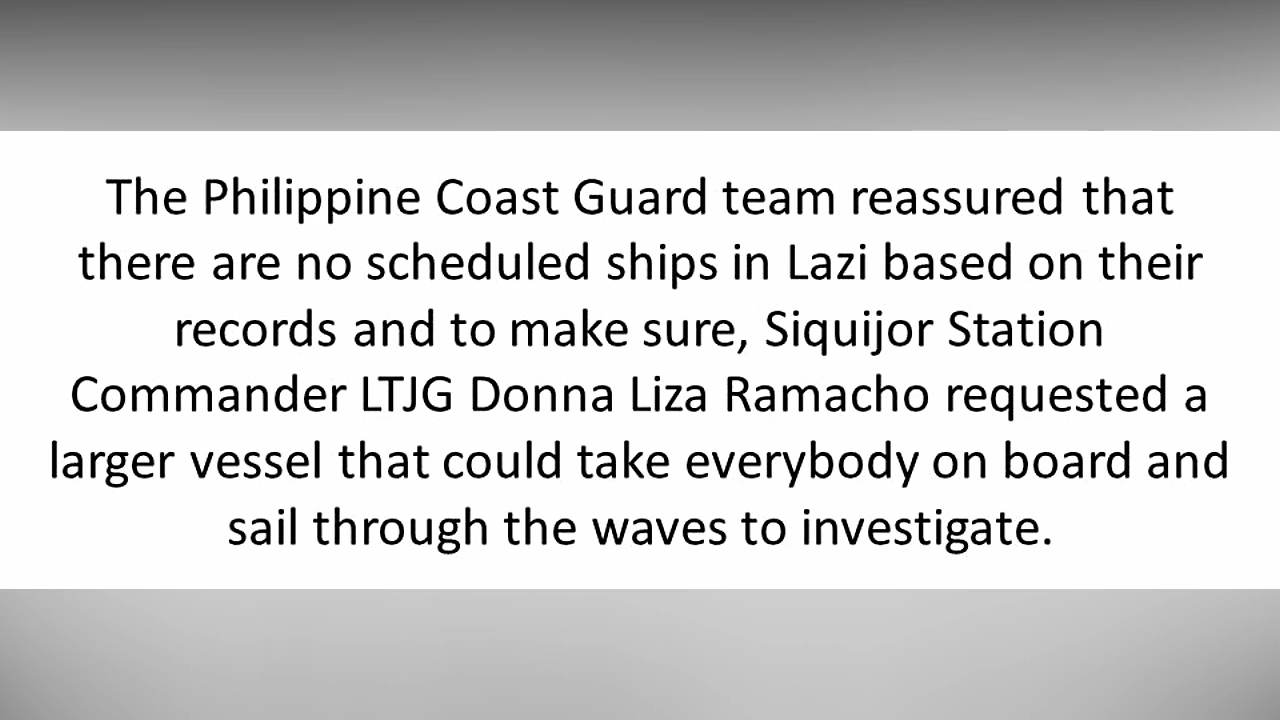 The Philippine Coast Guard team reassured that
there are no scheduled ships in Lazi based on their
records and to make sure, Siquijor Station
Commander LTJG Donna Liza Ramacho requested a
larger vessel that could take everybody on board and
sail through the waves to investigate.